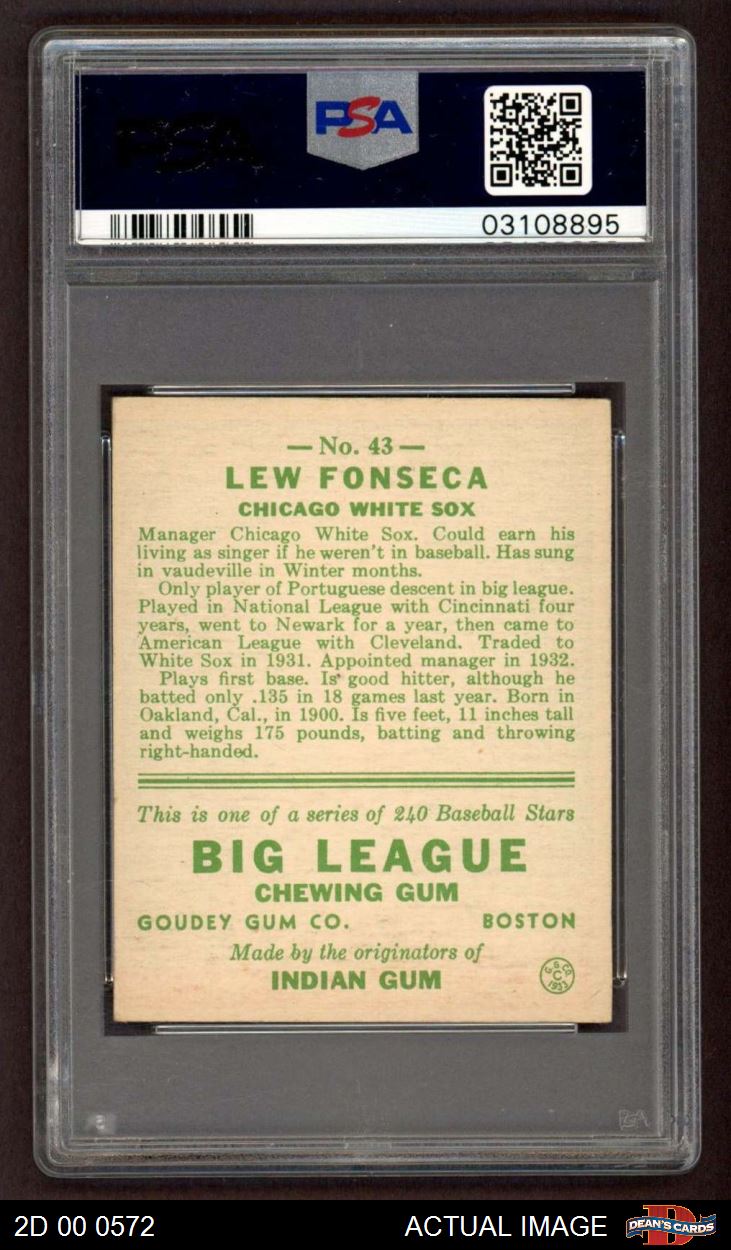 PSA
PSA
03108895
— No. 43 —
LEW FONSECA
CHICAGO WHITE SOX
Manager Chicago White Sox. Could earn his
living as singer if he weren't in baseball. Has sung
in vaudeville in Winter months.
Only player of Portuguese descent in big league.
Played in National League with Cincinnati four
years, went to Newark for a year, then came to
American League with Cleveland. Traded to
White Sox in 1931. Appointed manager in 1932.
Plays first base. Is good hitter, although he
batted only .135 in 18 games last year. Born in
Oakland, Cal., in 1900. Is five feet, 11 inches tall
and weighs 175 pounds, batting and throwing
right-handed.
This is one of a series of 240 Baseball Stars
BIG LEAGUE
CHEWING GUM
GOUDEY GUM CO. BOSTON
Made by the originators of
INDIAN GUM
G. G. CO.
C
1933
PSA
2D 00 0572 ACTUAL IMAGE DEAN'S CARDS